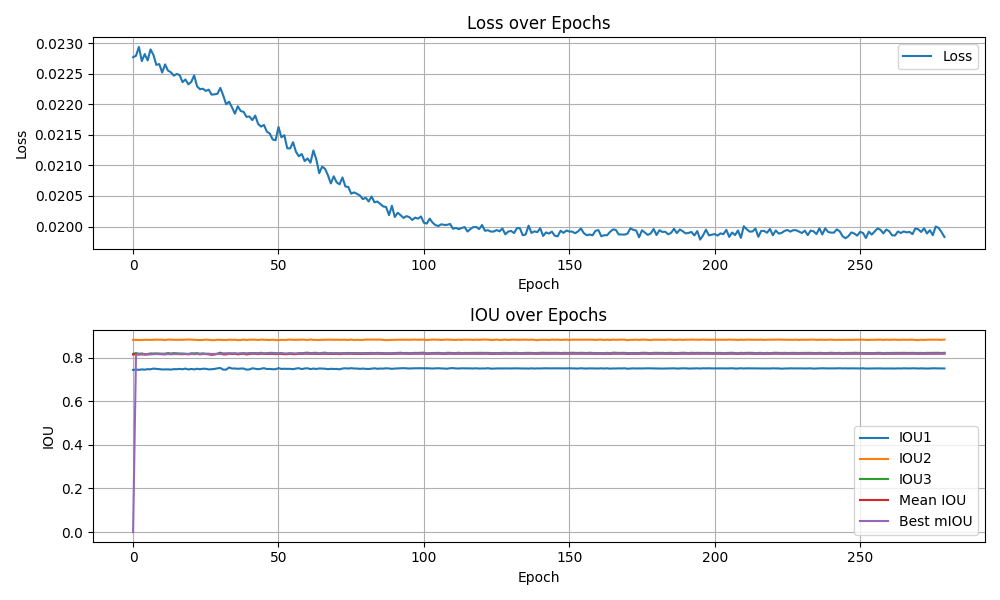 Loss over Epochs
0.0230
0.0225
0.0220
0.0215
0.0210
0.0205
0.0200
Loss
Loss
0 50 100 150 200 250
Epoch
IOU over Epochs
0.8
0.6
0.4
0.2
0.0
IOU
IOU1
IOU2
IOU3
Mean IOU
Best mIOU
0 50 100 150 200 250
Epoch